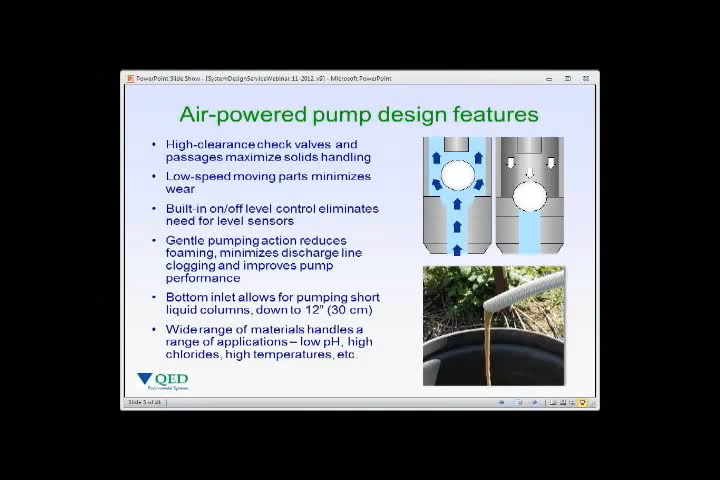 PowerPoint Slide Show - [SystemDesignServiceWebinar.11-2012.v9] - Microsoft PowerPoint
Air-powered pump design features
• High-clearance check valves and
passages maximize solids handling
• Low-speed moving parts minimizes
wear
• Built-in on/off level control eliminates
need for level sensors
• Gentle pumping action reduces
foaming, minimizes discharge line
clogging and improves pump
performance
• Bottom inlet allows for pumping short
liquid columns, down to 12" (30 cm)
• Wide range of materials handles a
range of applications – low pH, high
chlorides, high temperatures, etc.
QED
Environmental Systems
Slide 5 of 41